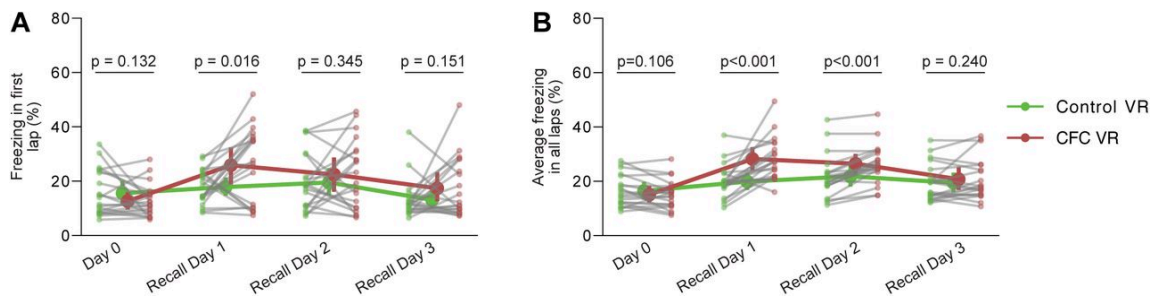 A
Freezing in first
lap (%)
80
60
40
20
0
p = 0.132
p = 0.016
p = 0.345
p = 0.151
Day 0
Recall Day 1
Recall Day 2
Recall Day 3
B
Average freezing
in all laps (%)
80
60
40
20
0
p=0.106
p<0.001
p<0.001
p = 0.240
Day 0
Recall Day 1
Recall Day 2
Recall Day 3
Control VR
CFC VR